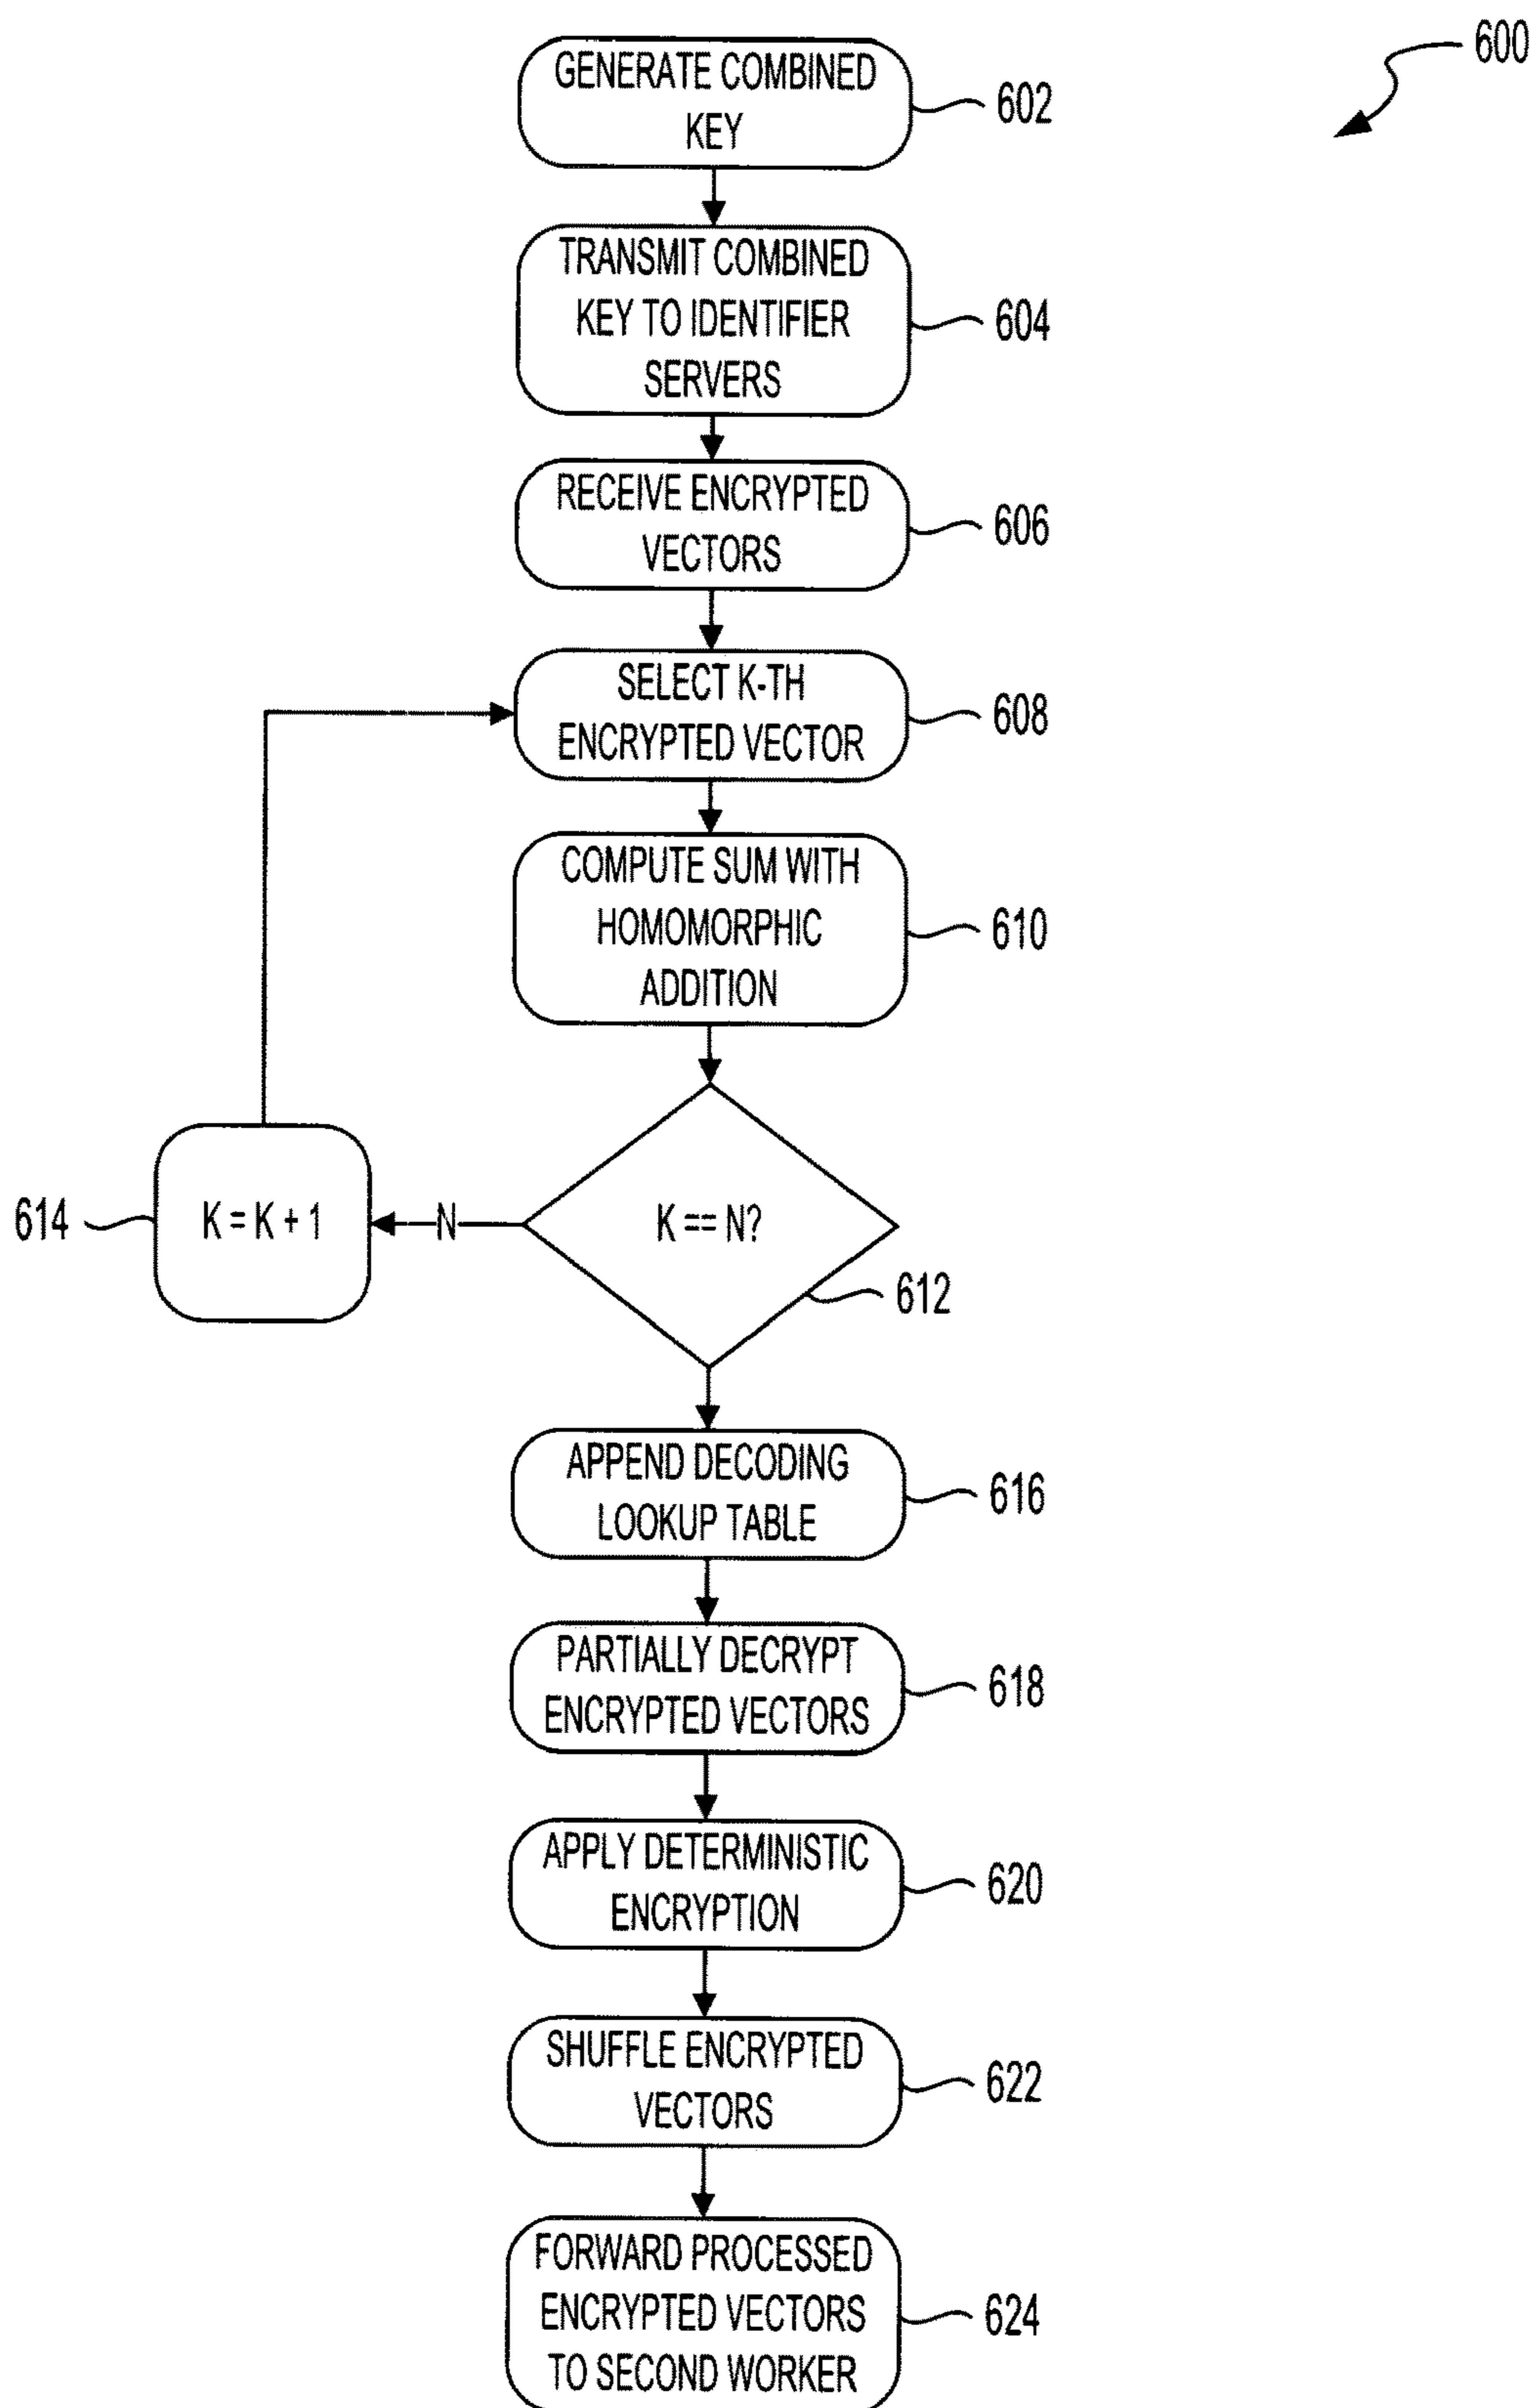 600
GENERATE COMBINED
KEY
602
TRANSMIT COMBINED
KEY TO IDENTIFIER
SERVERS
604
RECEIVE ENCRYPTED
VECTORS
606
SELECT K-TH
ENCRYPTED VECTOR
608
COMPUTE SUM WITH
HOMOMORPHIC
ADDITION
610
614
K = K + 1
N
K == N?
612
APPEND DECODING
LOOKUP TABLE
616
PARTIALLY DECRYPT
ENCRYPTED VECTORS
618
APPLY DETERMINISTIC
ENCRYPTION
620
SHUFFLE ENCRYPTED
VECTORS
622
FORWARD PROCESSED
ENCRYPTED VECTORS
TO SECOND WORKER
624